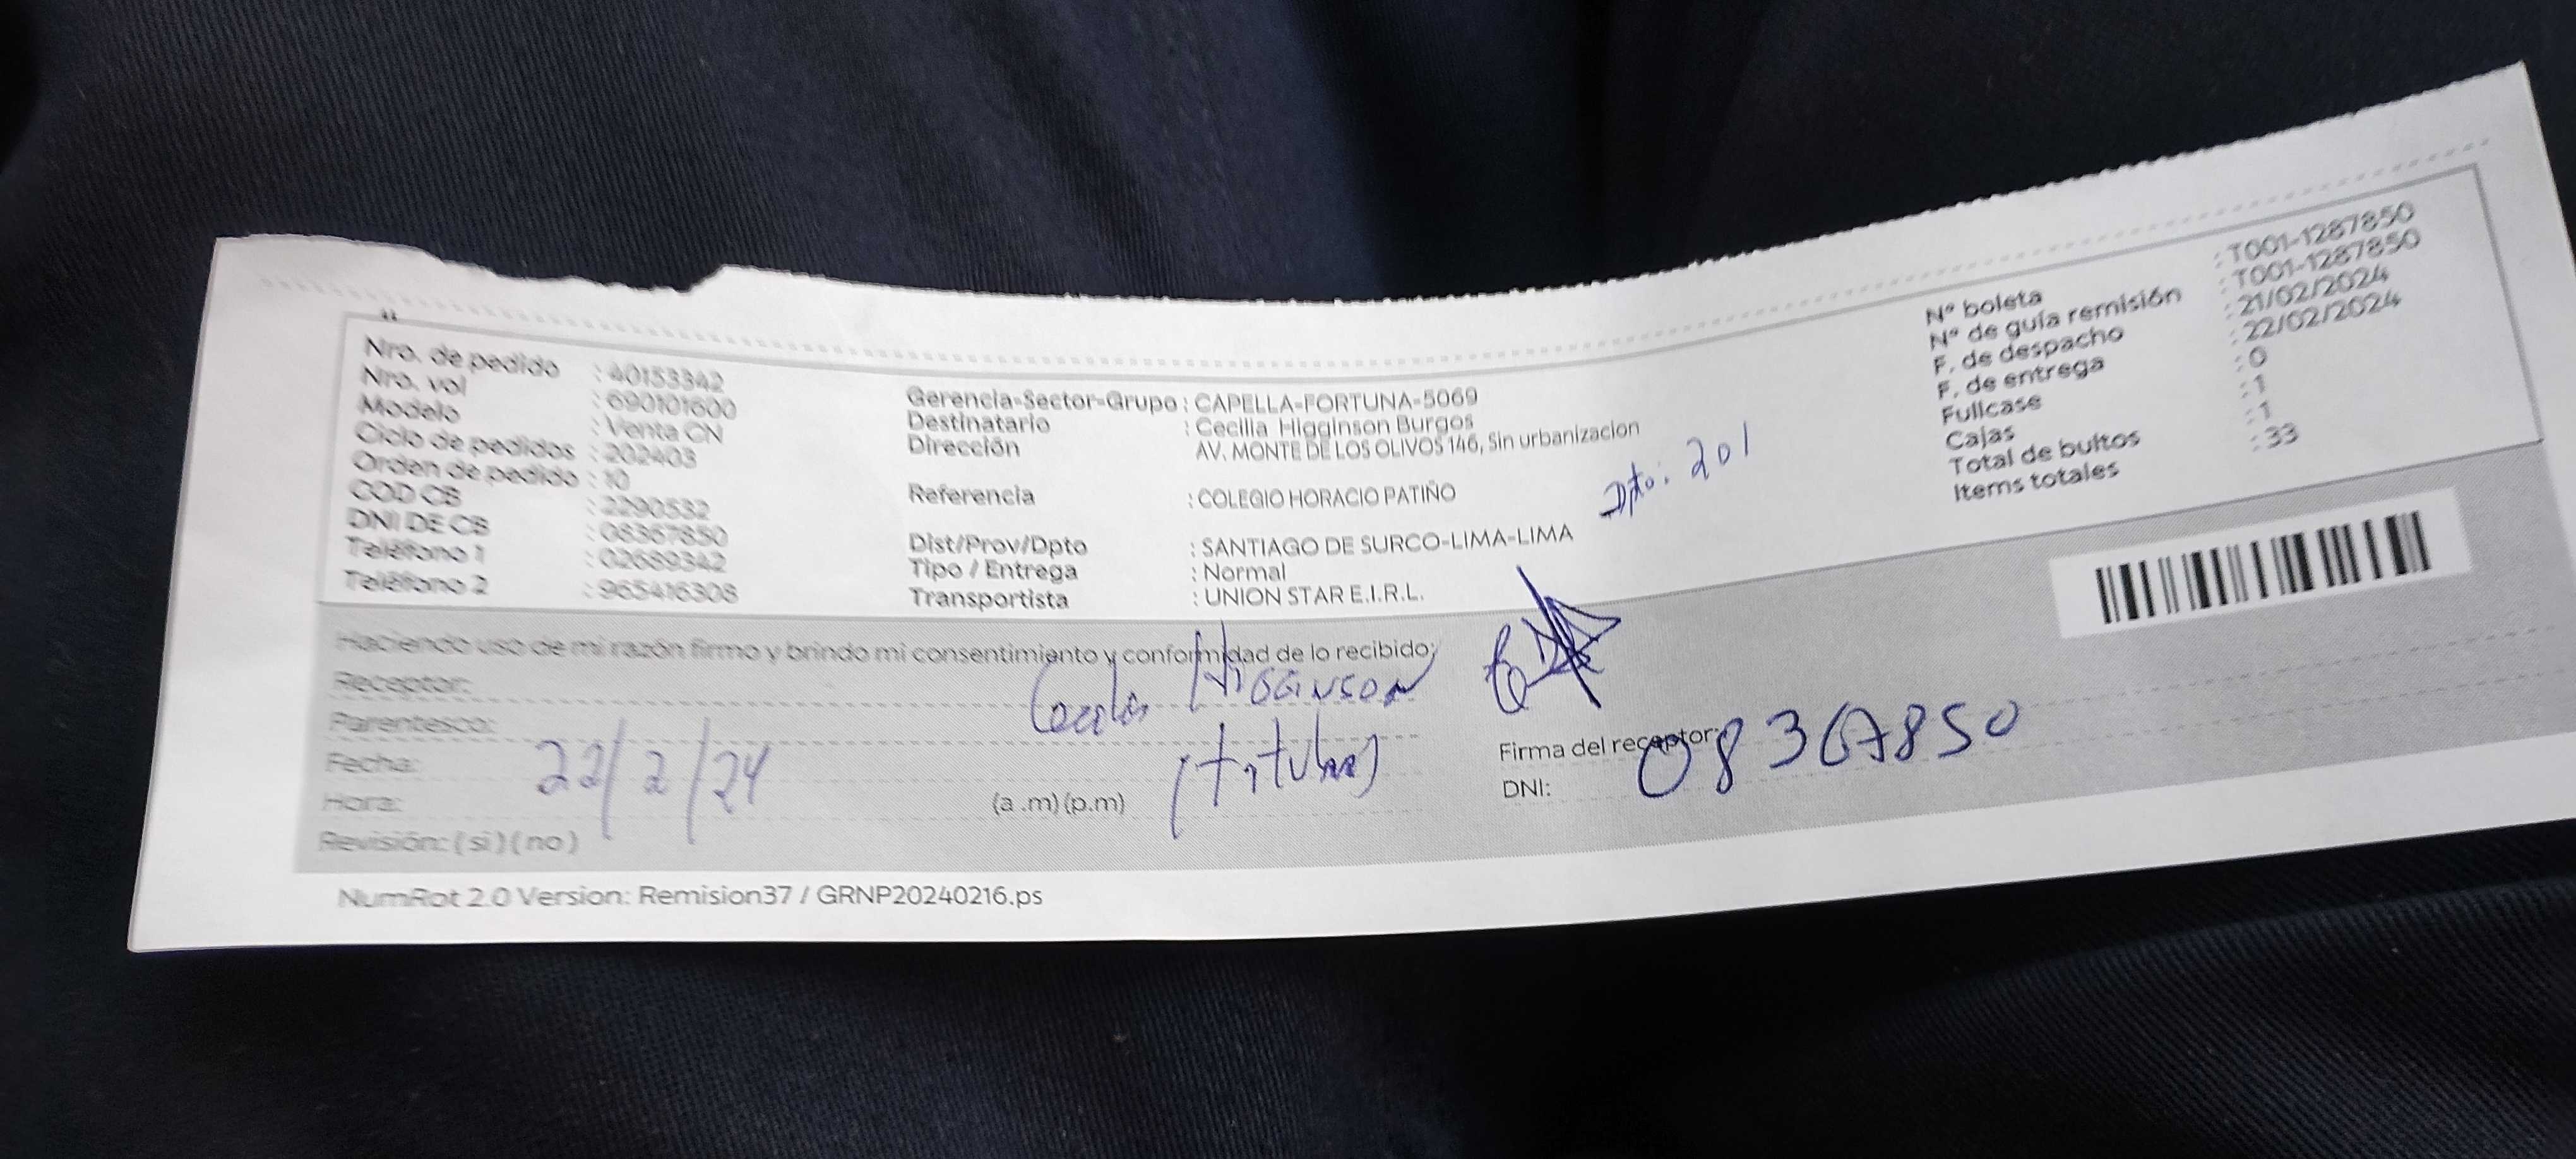 Nro. de pedido : 40153342
Nro. vol : 690101600
Modelo : Venta CN
Ciclo de pedidos : 202403
Orden de pedido : 10
COD CB : 2290532
DNI DE CB : 08367850
Teléfono 1 : 02689342
Teléfono 2 : 965416308
Gerencia-Sector-Grupo : CAPELLA-FORTUNA-5069
Destinatario : Cecilia Higginson Burgos
Dirección : AV. MONTE DE LOS OLIVOS 146, Sin urbanizacion
Dpto: 201
Referencia : COLEGIO HORACIO PATIÑO
Dist/Prov/Dpto : SANTIAGO DE SURCO-LIMA-LIMA
Tipo / Entrega : Normal
Transportista : UNION STAR E.I.R.L.
N° boleta : T001-1287850
N° de guía remisión : T001-1287850
F. de despacho : 21/02/2024
F. de entrega : 22/02/2024
Fullcase : 0
Cajas : 1
Total de bultos : 1
Items totales : 33
Haciendo uso de mi razón firmo y brindo mi consentimiento y conformidad de lo recibido:
Receptor: Cecilia Higginson
Parentesco: (titular)
Fecha: 22/2/24
Hora: (a .m) (p.m)
Revisión: ( si ) ( no )
Firma del receptor:
DNI: 08367850
NumRot 2.0 Version: Remision37 / GRNP20240216.ps